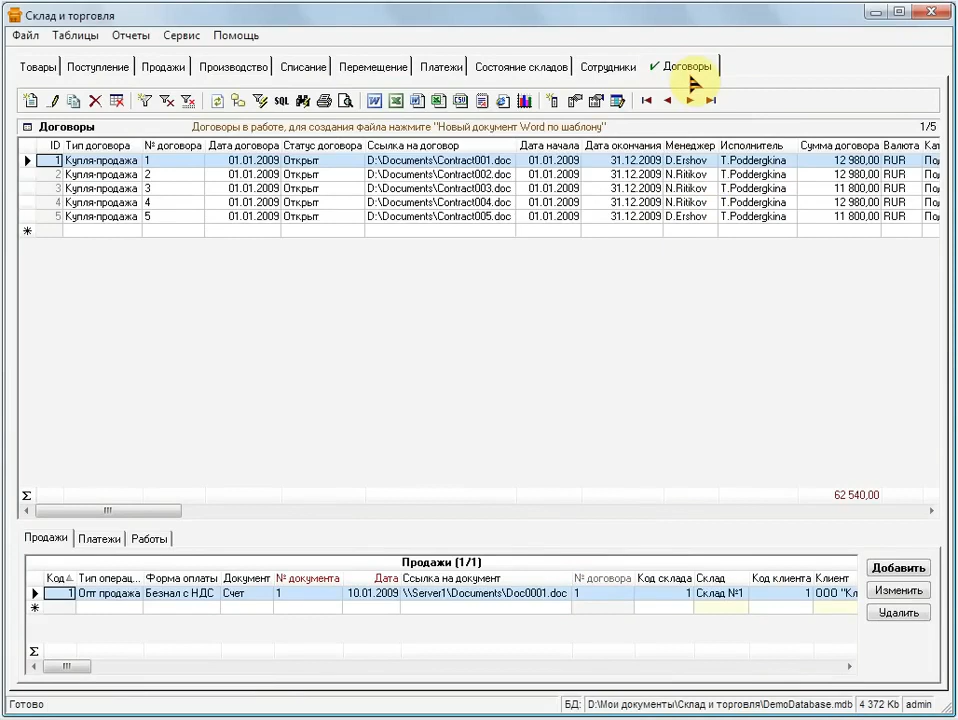 Склад и торговля
Файл Таблицы Отчеты Сервис Помощь
Товары Поступление Продажи Производство Списание Перемещение Платежи Состояние складов Сотрудники Договоры
SQL
Договоры Договоры в работе, для создания файла нажмите "Новый документ Word по шаблону" 1/5
ID Тип договора № договора Дата договора Статус договора Ссылка на договор Дата начала Дата окончания Менеджер Исполнитель Сумма договора Валюта Кат
1 Купля-продажа 1 01.01.2009 Открыт D:\Documents\Contract001.doc 01.01.2009 31.12.2009 D.Ershov T.Poddergkina 12 980,00 RUR По
2 Купля-продажа 2 01.01.2009 Открыт D:\Documents\Contract002.doc 01.01.2009 31.12.2009 N.Ritikov T.Poddergkina 12 980,00 RUR По
3 Купля-продажа 3 01.01.2009 Открыт D:\Documents\Contract003.doc 01.01.2009 31.12.2009 N.Ritikov T.Poddergkina 11 800,00 RUR По
4 Купля-продажа 4 01.01.2009 Открыт D:\Documents\Contract004.doc 01.01.2009 31.12.2009 N.Ritikov T.Poddergkina 12 980,00 RUR По
5 Купля-продажа 5 01.01.2009 Открыт D:\Documents\Contract005.doc 01.01.2009 31.12.2009 D.Ershov T.Poddergkina 11 800,00 RUR По
Σ 62 540,00
Продажи Платежи Работы
Продажи (1/1)
Код Тип операц... Форма оплаты Документ № документа Дата Ссылка на документ № договора Код склада Склад Код клиента Клиент
1 Опт продажа Безнал с НДС Счет 1 10.01.2009 \\Server1\Documents\Doc0001.doc 1 1 Склад №1 1 ООО "Кл
Σ
Добавить
Изменить
Удалить
Готово БД: D:\Мои документы\Склад и торговля\DemoDatabase.mdb 4 372 Kb admin